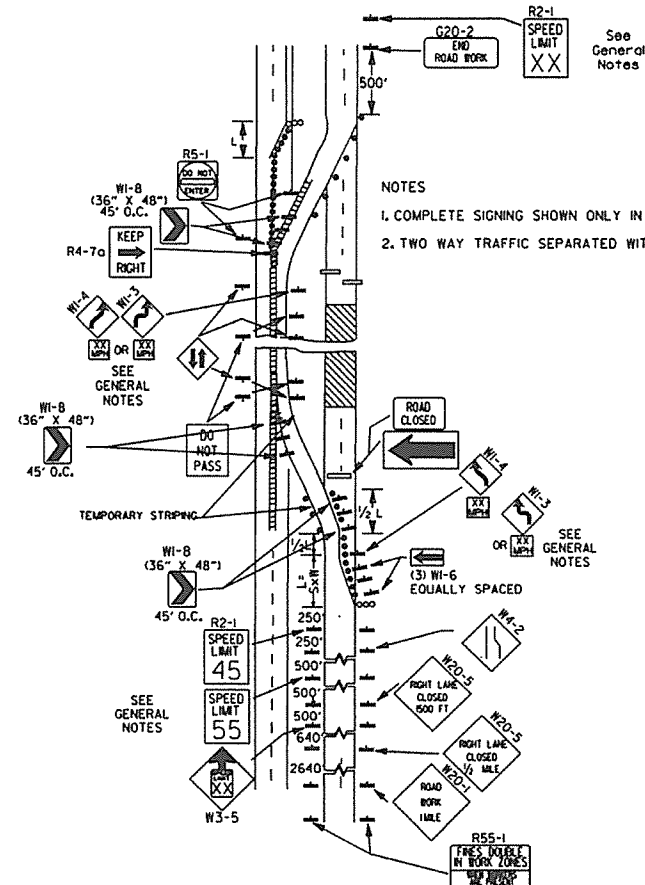 R2-1
SPEED
LIMIT
XX
See
General
Notes
G20-2
END
ROAD WORK
500'
L
R5-1
DO NOT
ENTER
W1-8
(36" X 48")
45' O.C.
R4-7a
KEEP
RIGHT
NOTES
1. COMPLETE SIGNING SHOWN ONLY IN
2. TWO WAY TRAFFIC SEPARATED WIT
W1-4
W1-3
XX
MPH
OR
XX
MPH
SEE
GENERAL
NOTES
W1-8
(36" X 48")
45' O.C.
DO
NOT
PASS
ROAD
CLOSED
TEMPORARY STRIPING
W1-4
XX
MPH
W1-3
OR
XX
MPH
SEE
GENERAL
NOTES
1/2 L
1/2 L
L=
SxW
W1-8
(36" X 48")
45' O.C.
(3) W1-6
EQUALLY SPACED
250'
250'
500'
500'
500'
640'
2640'
R2-1
SPEED
LIMIT
45
SPEED
LIMIT
55
SEE
GENERAL
NOTES
XX
W3-5
W4-2
W20-5
RIGHT LANE
CLOSED
1500 FT
W20-5
RIGHT LANE
CLOSED
1/2 MILE
W20-1
ROAD
WORK
1 MILE
R55-1
FINES DOUBLE
IN WORK ZONES
WHEN WORKERS
ARE PRESENT